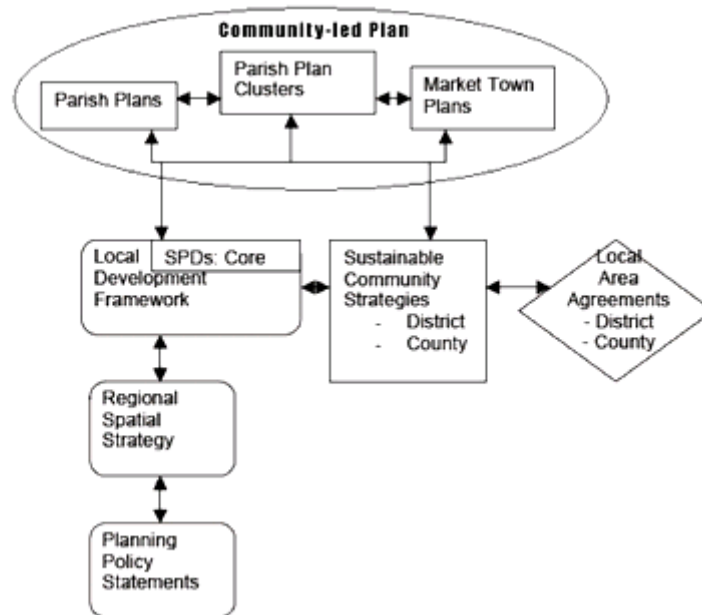 Community-led Plan
Parish Plans
Parish Plan
Clusters
Market Town
Plans
SPDs: Core
Local
Development
Framework
Sustainable
Community
Strategies
- District
- County
Local
Area
Agreements
- District
- County
Regional
Spatial
Strategy
Planning
Policy
Statements